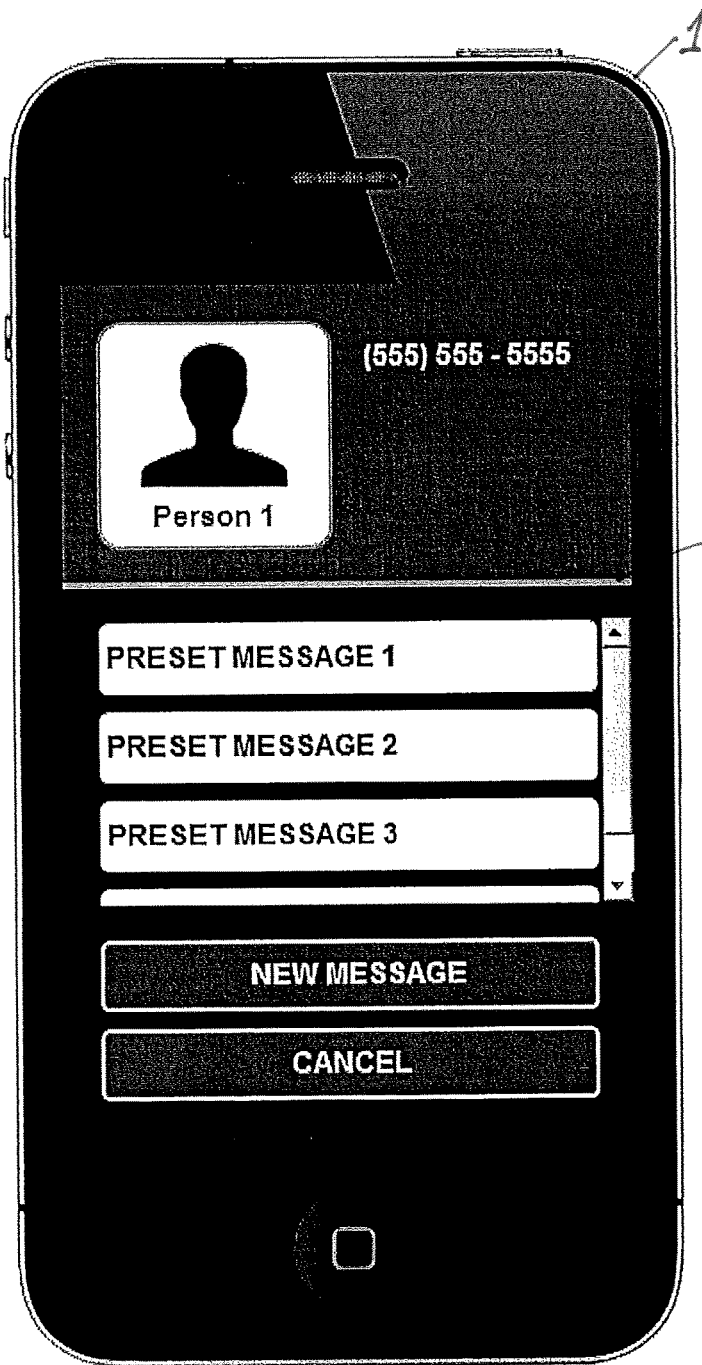 1
(555) 555 - 5555
Person 1
PRESET MESSAGE 1
PRESET MESSAGE 2
PRESET MESSAGE 3
NEW MESSAGE
CANCEL